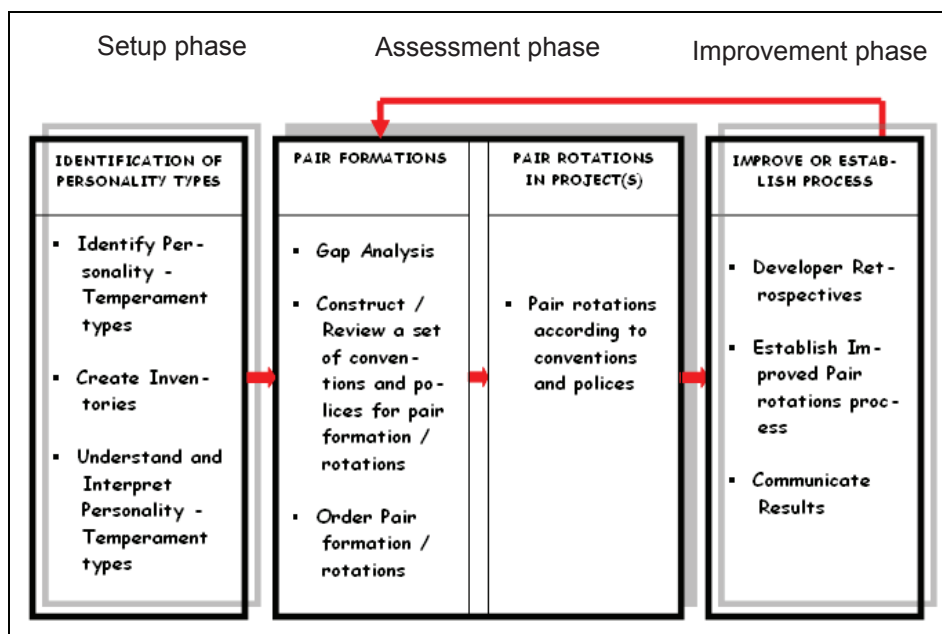 Setup phase
Assessment phase
Improvement phase
IDENTIFICATION OF
PERSONALITY TYPES
▪ Identify Per-
sonality -
Temperament
types
▪ Create Inven-
tories
▪ Understand and
Interpret
Personality -
Temperament
types
PAIR FORMATIONS
▪ Gap Analysis
▪ Construct /
Review a set
of conven-
tions and po-
lices for pair
formation /
rotations
▪ Order Pair
formation /
rotations
PAIR ROTATIONS
IN PROJECT(S)
▪ Pair rotations
according to
conventions
and polices
IMPROVE OR ESTAB-
LISH PROCESS
▪ Developer Ret-
rospectives
▪ Establish Im-
proved Pair
rotations proc-
ess
▪ Communicate
Results